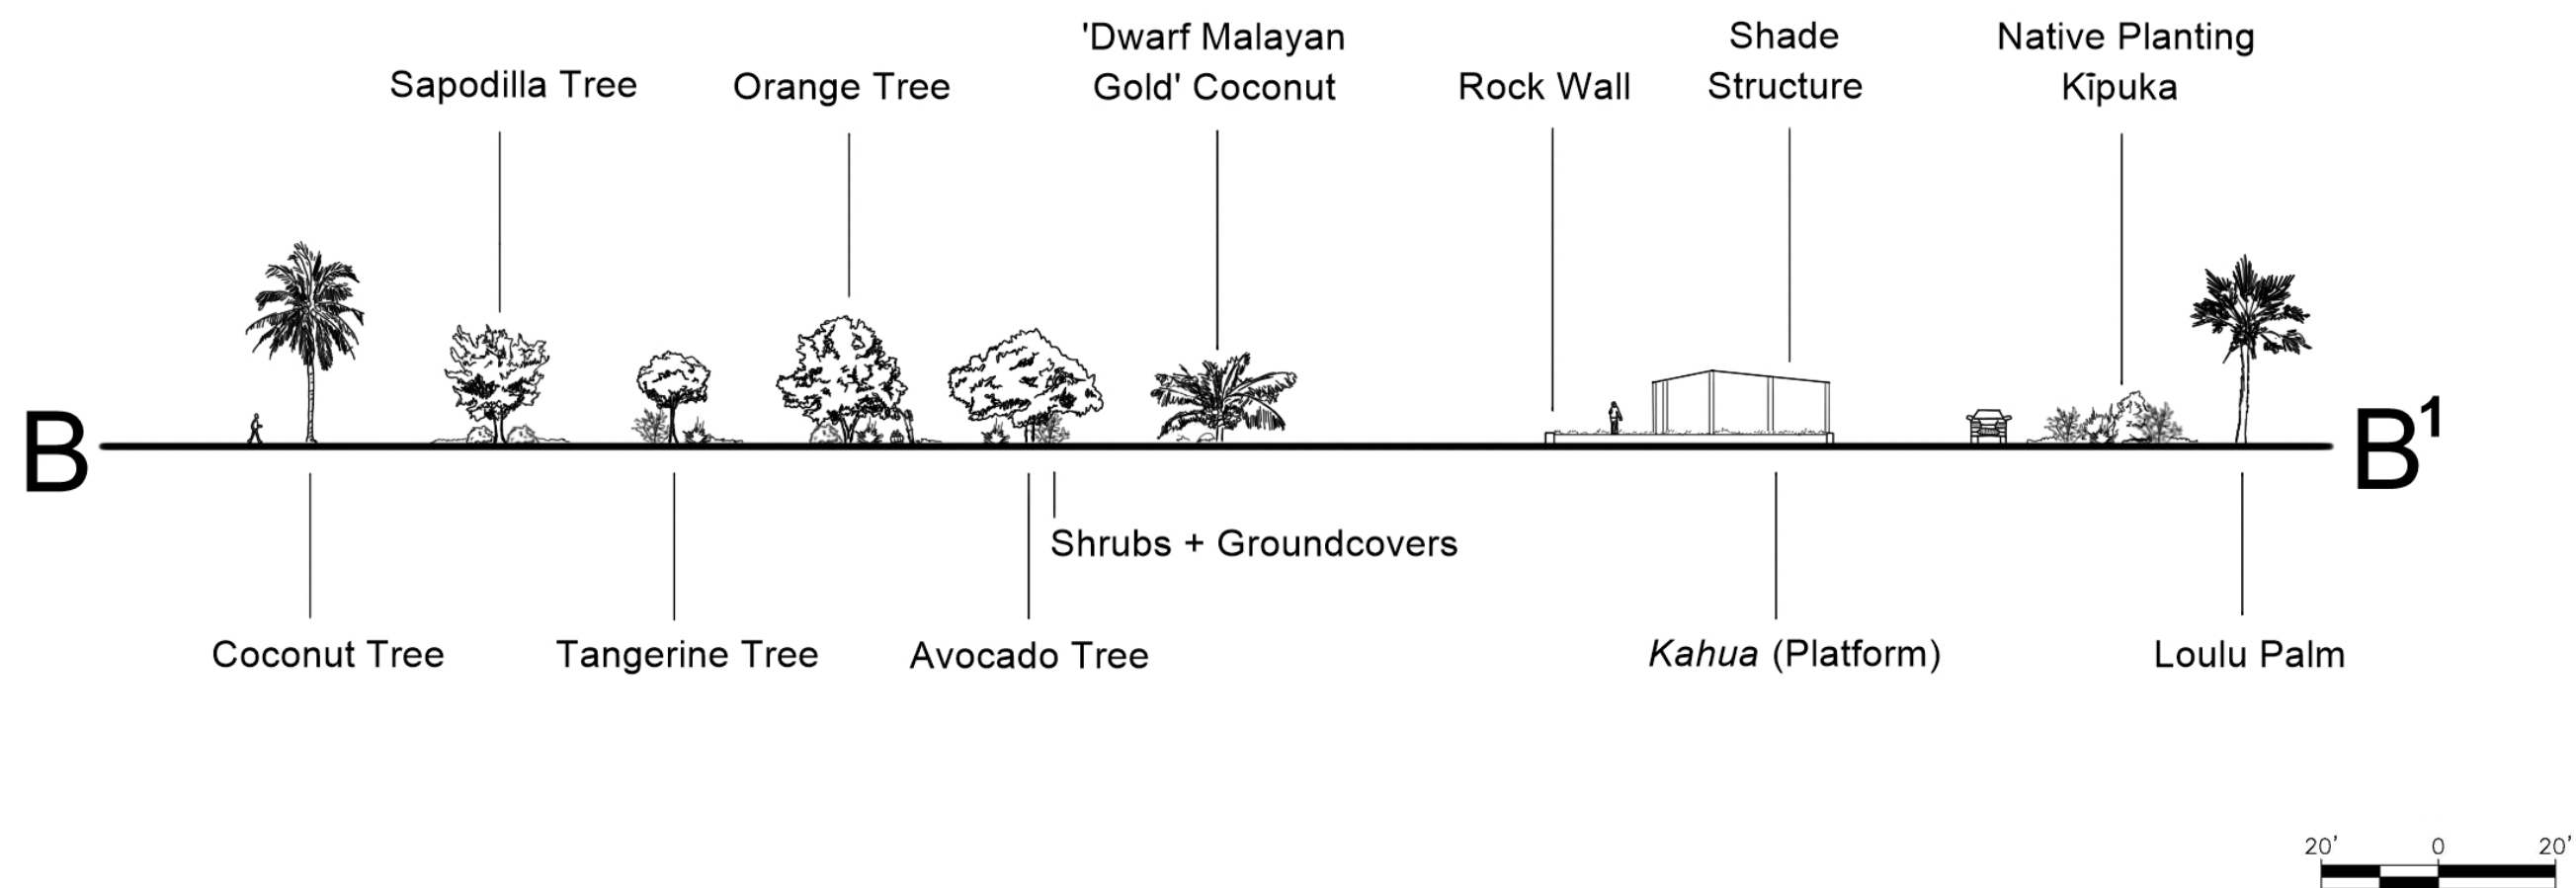 'Dwarf Malayan
Gold' Coconut
Shade
Structure
Native Planting
Kīpuka
Sapodilla Tree
Orange Tree
Rock Wall
B
B¹
Shrubs + Groundcovers
Coconut Tree
Tangerine Tree
Avocado Tree
Kahua (Platform)
Loulu Palm
20' 0 20'